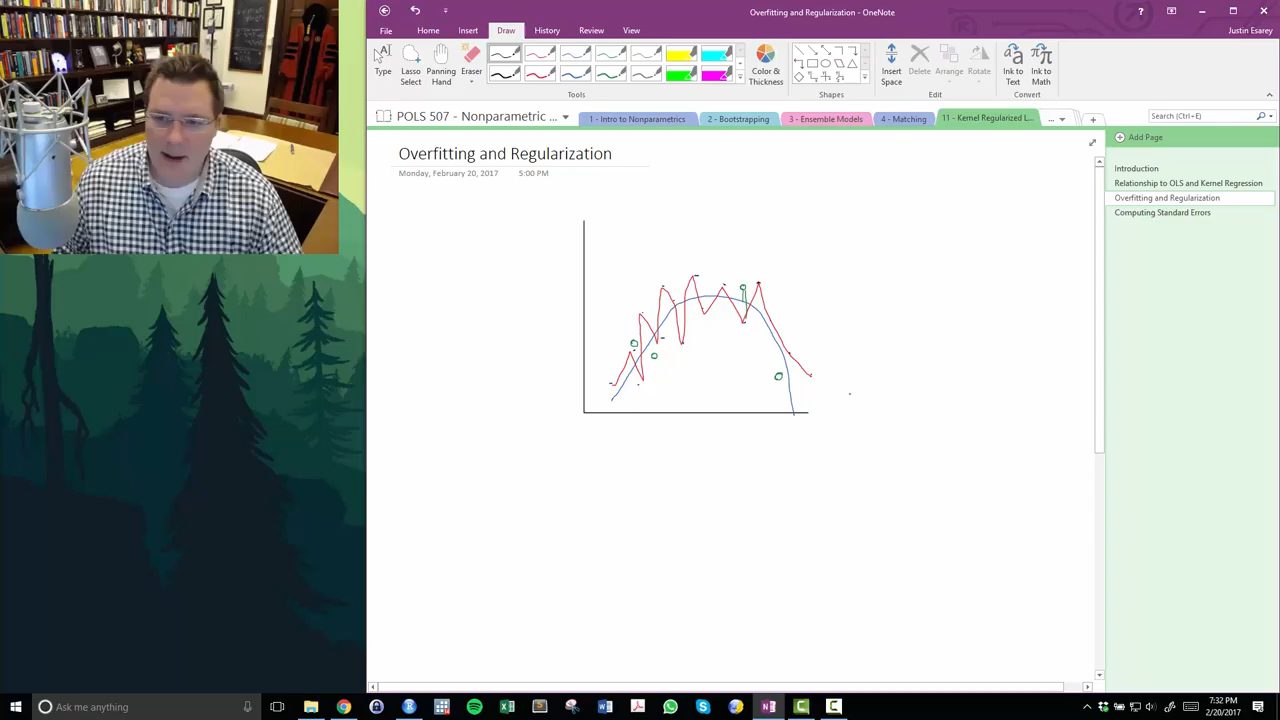 Overfitting and Regularization - OneNote
Justin Esarey
File
Home
Insert
Draw
History
Review
View
Type
Lasso
Select
Panning
Hand
Eraser
Color &
Thickness
Insert
Space
Delete
Arrange
Rotate
Ink to
Text
Ink to
Math
Tools
Shapes
Edit
Convert
POLS 507 - Nonparametric ...
1 - Intro to Nonparametrics
2 - Bootstrapping
3 - Ensemble Models
4 - Matching
11 - Kernel Regularized L...
...
Search (Ctrl+E)
Add Page
Overfitting and Regularization
Monday, February 20, 2017
5:00 PM
Introduction
Relationship to OLS and Kernel Regression
Overfitting and Regularization
Computing Standard Errors
Ask me anything
7:32 PM
2/20/2017